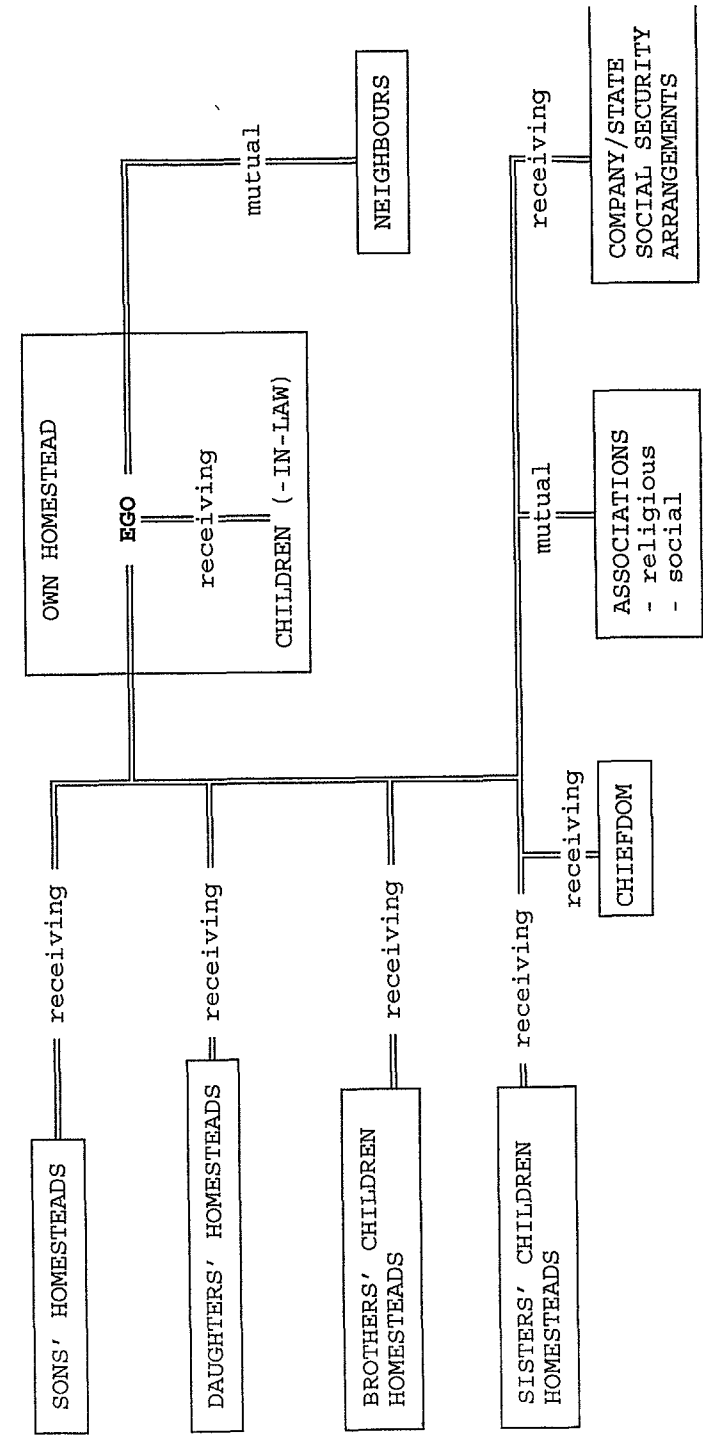 OWN HOMESTEAD
EGO
receiving
CHILDREN (-IN-LAW)
mutual
NEIGHBOURS
SONS' HOMESTEADS
receiving
DAUGHTERS' HOMESTEADS
receiving
BROTHERS' CHILDREN
HOMESTEADS
receiving
SISTERS' CHILDREN
HOMESTEADS
receiving
receiving
CHIEFDOM
mutual
ASSOCIATIONS
- religious
- social
receiving
COMPANY/STATE
SOCIAL SECURITY
ARRANGEMENTS